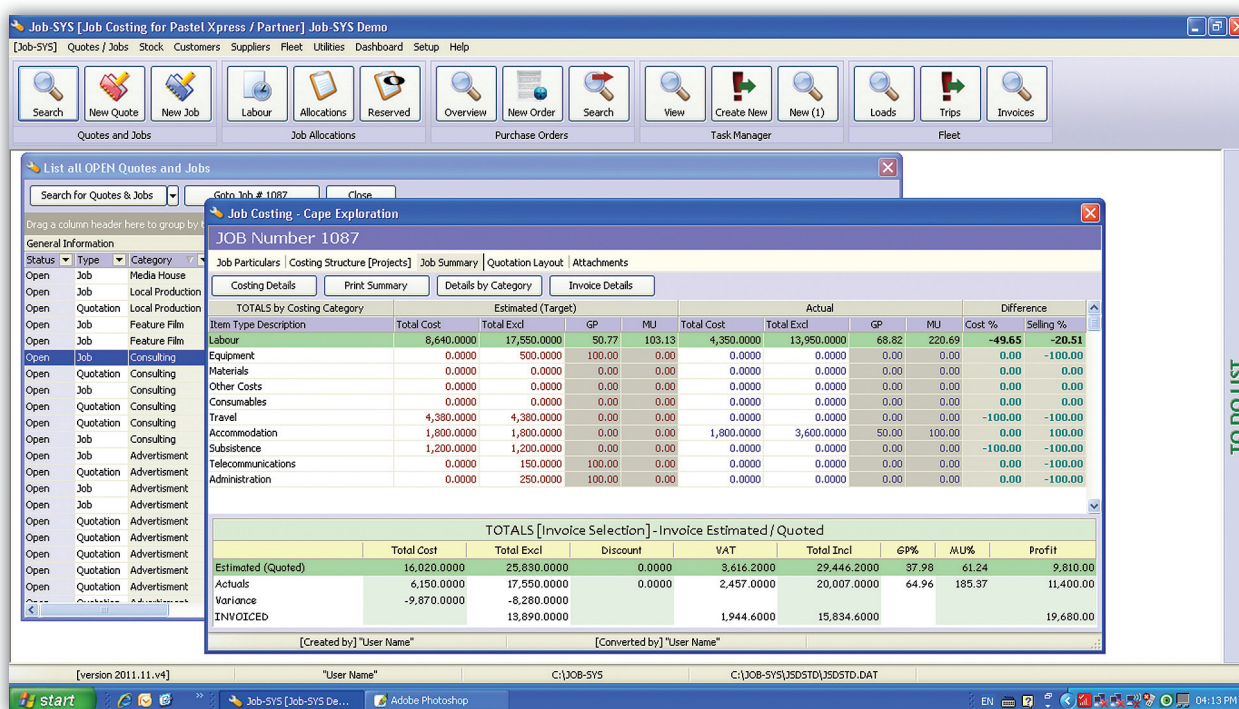 Job-SYS [Job Costing for Pastel Xpress / Partner] Job-SYS Demo
[Job-SYS] Quotes / Jobs Stock Customers Suppliers Fleet Utilities Dashboard Setup Help
Search New Quote New Job Labour Allocations Reserved Overview New Order Search View Create New New (1) Loads Trips Invoices
Quotes and Jobs Job Allocations Purchase Orders Task Manager Fleet
List all OPEN Quotes and Jobs
Search for Quotes & Jobs Goto Job # 1087 Close
Drag a column header here to group by
General Information
Status Type Category
Open Job Media House
Open Job Local Production
Open Quotation Local Production
Open Job Feature Film
Open Job Feature Film
Open Job Consulting
Open Quotation Consulting
Open Job Consulting
Open Quotation Consulting
Open Quotation Consulting
Open Job Consulting
Open Job Advertisment
Open Quotation Advertisment
Open Job Advertisment
Open Job Advertisment
Open Quotation Advertisment
Open Quotation Advertisment
Open Quotation Advertisment
Open Quotation Advertisment
Open Quotation Advertisment
Open Quotation Advertisment
Job Costing - Cape Exploration
JOB Number 1087
Job Particulars Costing Structure [Projects] Job Summary Quotation Layout Attachments
Costing Details Print Summary Details by Category Invoice Details
TOTALS by Costing Category Estimated (Target) Actual Difference
Item Type Description Total Cost Total Excl GP MU Total Cost Total Excl GP MU Cost % Selling %
Labour 8,640.0000 17,550.0000 50.77 103.13 4,350.0000 13,950.0000 68.82 220.69 -49.65 -20.51
Equipment 0.0000 500.0000 100.00 0.00 0.0000 0.0000 0.00 0.00 0.00 -100.00
Materials 0.0000 0.0000 0.00 0.00 0.0000 0.0000 0.00 0.00 0.00 0.00
Other Costs 0.0000 0.0000 0.00 0.00 0.0000 0.0000 0.00 0.00 0.00 0.00
Consumables 0.0000 0.0000 0.00 0.00 0.0000 0.0000 0.00 0.00 0.00 0.00
Travel 4,380.0000 4,380.0000 0.00 0.00 0.0000 0.0000 0.00 0.00 -100.00 -100.00
Accommodation 1,800.0000 1,800.0000 0.00 0.00 1,800.0000 3,600.0000 50.00 100.00 0.00 100.00
Subsistence 1,200.0000 1,200.0000 0.00 0.00 0.0000 0.0000 0.00 0.00 -100.00 -100.00
Telecommunications 0.0000 150.0000 100.00 0.00 0.0000 0.0000 0.00 0.00 0.00 -100.00
Administration 0.0000 250.0000 100.00 0.00 0.0000 0.0000 0.00 0.00 0.00 -100.00
TOTALS [Invoice Selection] - Invoice Estimated / Quoted
Total Cost Total Excl Discount VAT Total Incl GP% MU% Profit
Estimated (Quoted) 16,020.0000 25,830.0000 0.0000 3,616.2000 29,446.2000 37.98 61.24 9,810.00
Actuals 6,150.0000 17,550.0000 0.0000 2,457.0000 20,007.0000 64.96 185.37 11,400.00
Variance -9,870.0000 -8,280.0000
INVOICED 13,890.0000 1,944.6000 15,834.6000 19,680.00
[Created by] "User Name" [Converted by] "User Name"
TO DO LIST
[version 2011.11.v4] "User Name" C:\JOB-SYS C:\JOB-SYS\JSDSTD\JSDSTD.DAT
start Job-SYS [Job-SYS De... Adobe Photoshop EN 04:13 PM